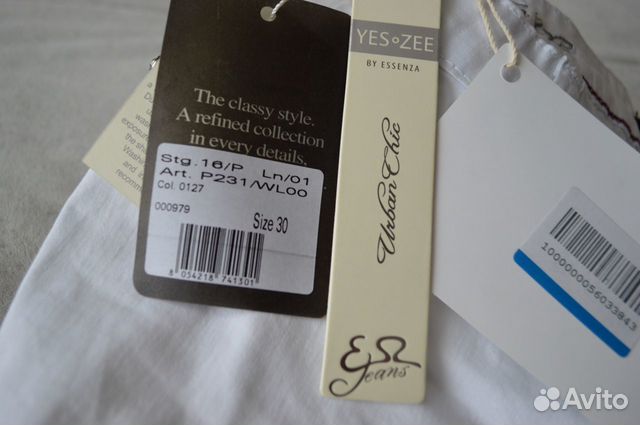 The classy style.
A refined collection
in every details.
Stg.16/P Ln/01
Art. P231/WL00
Col. 0127
000979
Size 30
8 054218 741301
YES ZEE
BY ESSENZA
Urban Chic
Jeans
1000000056033843
Avito